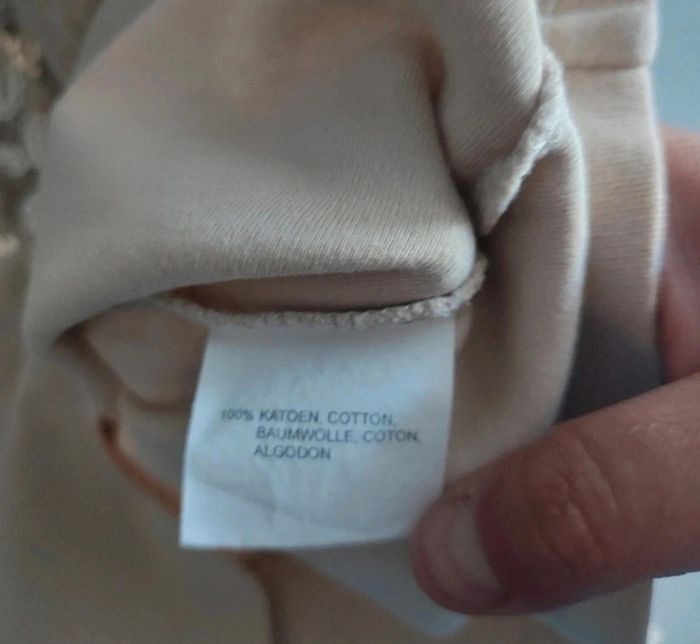 100% KATOEN, COTTON,
BAUMWOLLE, COTON,
ALGODON